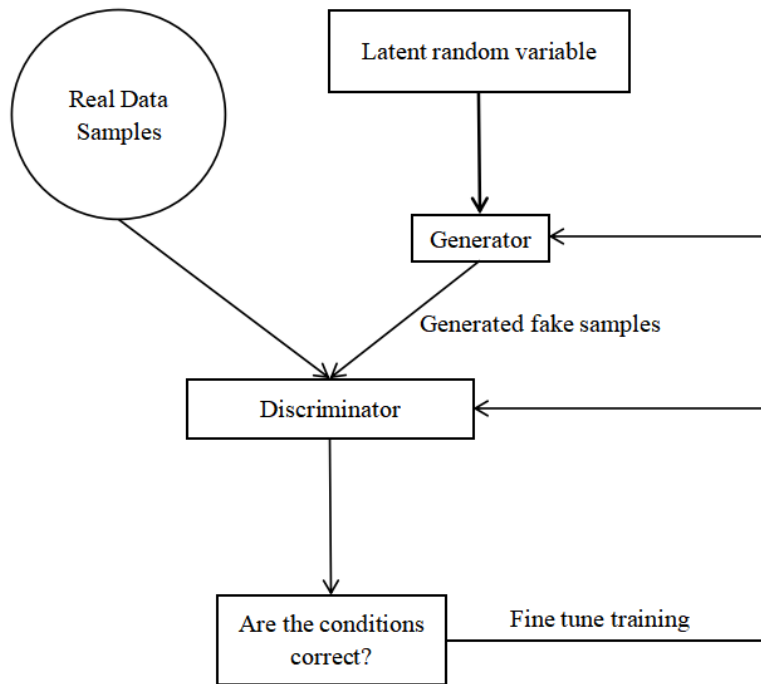 Real Data
Samples
Latent random variable
Generator
Generated fake samples
Discriminator
Are the conditions
correct?
Fine tune training